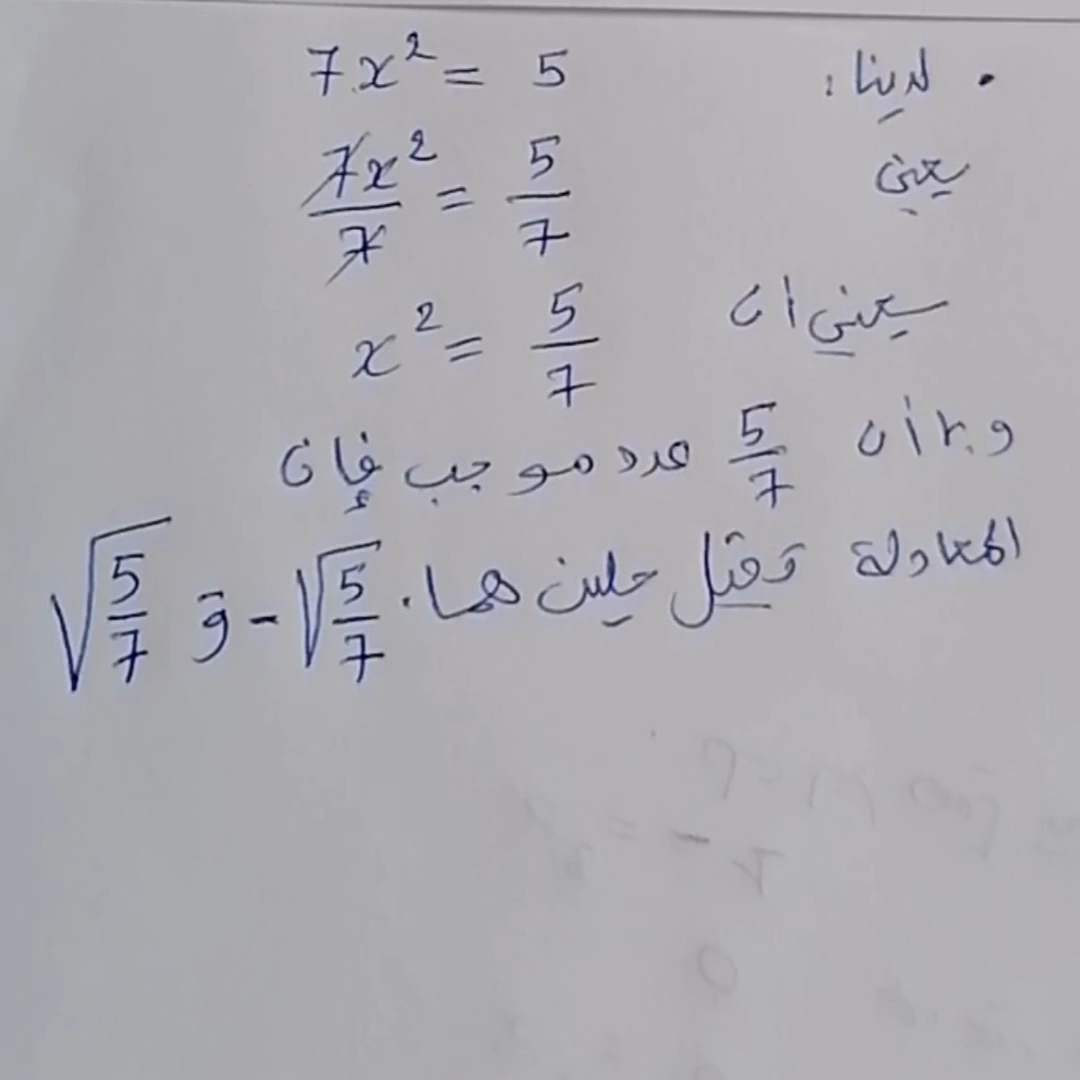 • لدينا: 7x² = 5
يعني 7x²/7 = 5/7
يعني ان x² = 5/7
وبما أن 5/7 عدد موجب فإن
المعادلة تقبل حلين هما. -√(5/7) و √(5/7)